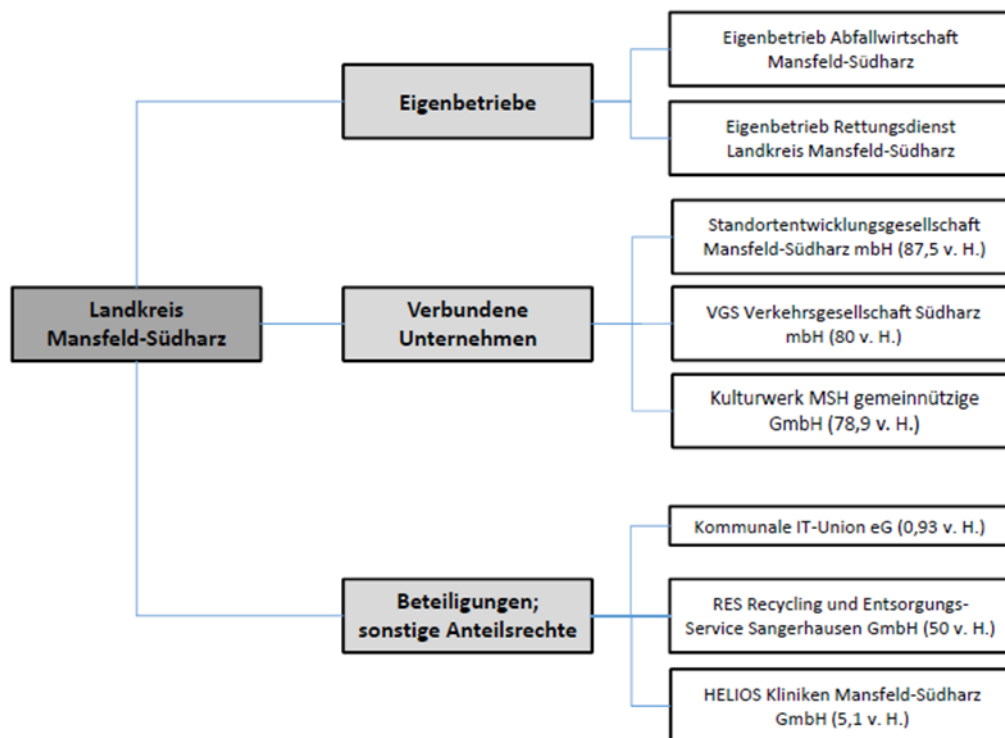 Eigenbetrieb Abfallwirtschaft
Mansfeld-Südharz
Eigenbetriebe
Eigenbetrieb Rettungsdienst
Landkreis Mansfeld-Südharz
Standortentwicklungsgesellschaft
Mansfeld-Südharz mbH (87,5 v. H.)
Landkreis
Mansfeld-Südharz
Verbundene
Unternehmen
VGS Verkehrsgesellschaft Südharz
mbH (80 v. H.)
Kulturwerk MSH gemeinnützige
GmbH (78,9 v. H.)
Kommunale IT-Union eG (0,93 v. H.)
Beteiligungen;
sonstige Anteilsrechte
RES Recycling und Entsorgungs-
Service Sangerhausen GmbH (50 v. H.)
HELIOS Kliniken Mansfeld-Südharz
GmbH (5,1 v. H.)